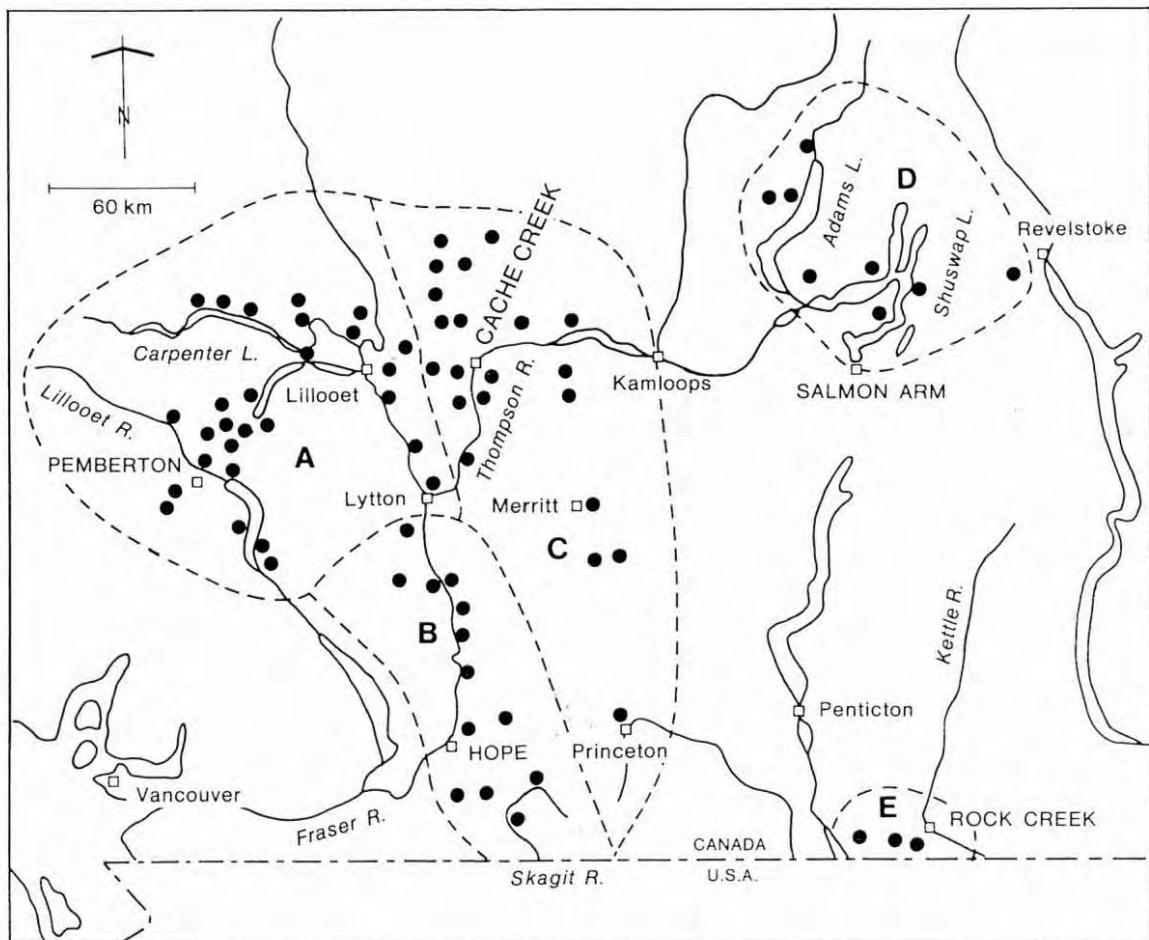 N
60 km
CACHE CREEK
Adams L.
D
Shuswap L.
Revelstoke
Carpenter L.
Lillooet
Thompson R.
Kamloops
SALMON ARM
Lillooet R.
PEMBERTON
A
Lytton
Merritt
C
B
Kettle R.
HOPE
Princeton
Penticton
Vancouver
Fraser R.
E
ROCK CREEK
CANADA
U.S.A.
Skagit R.